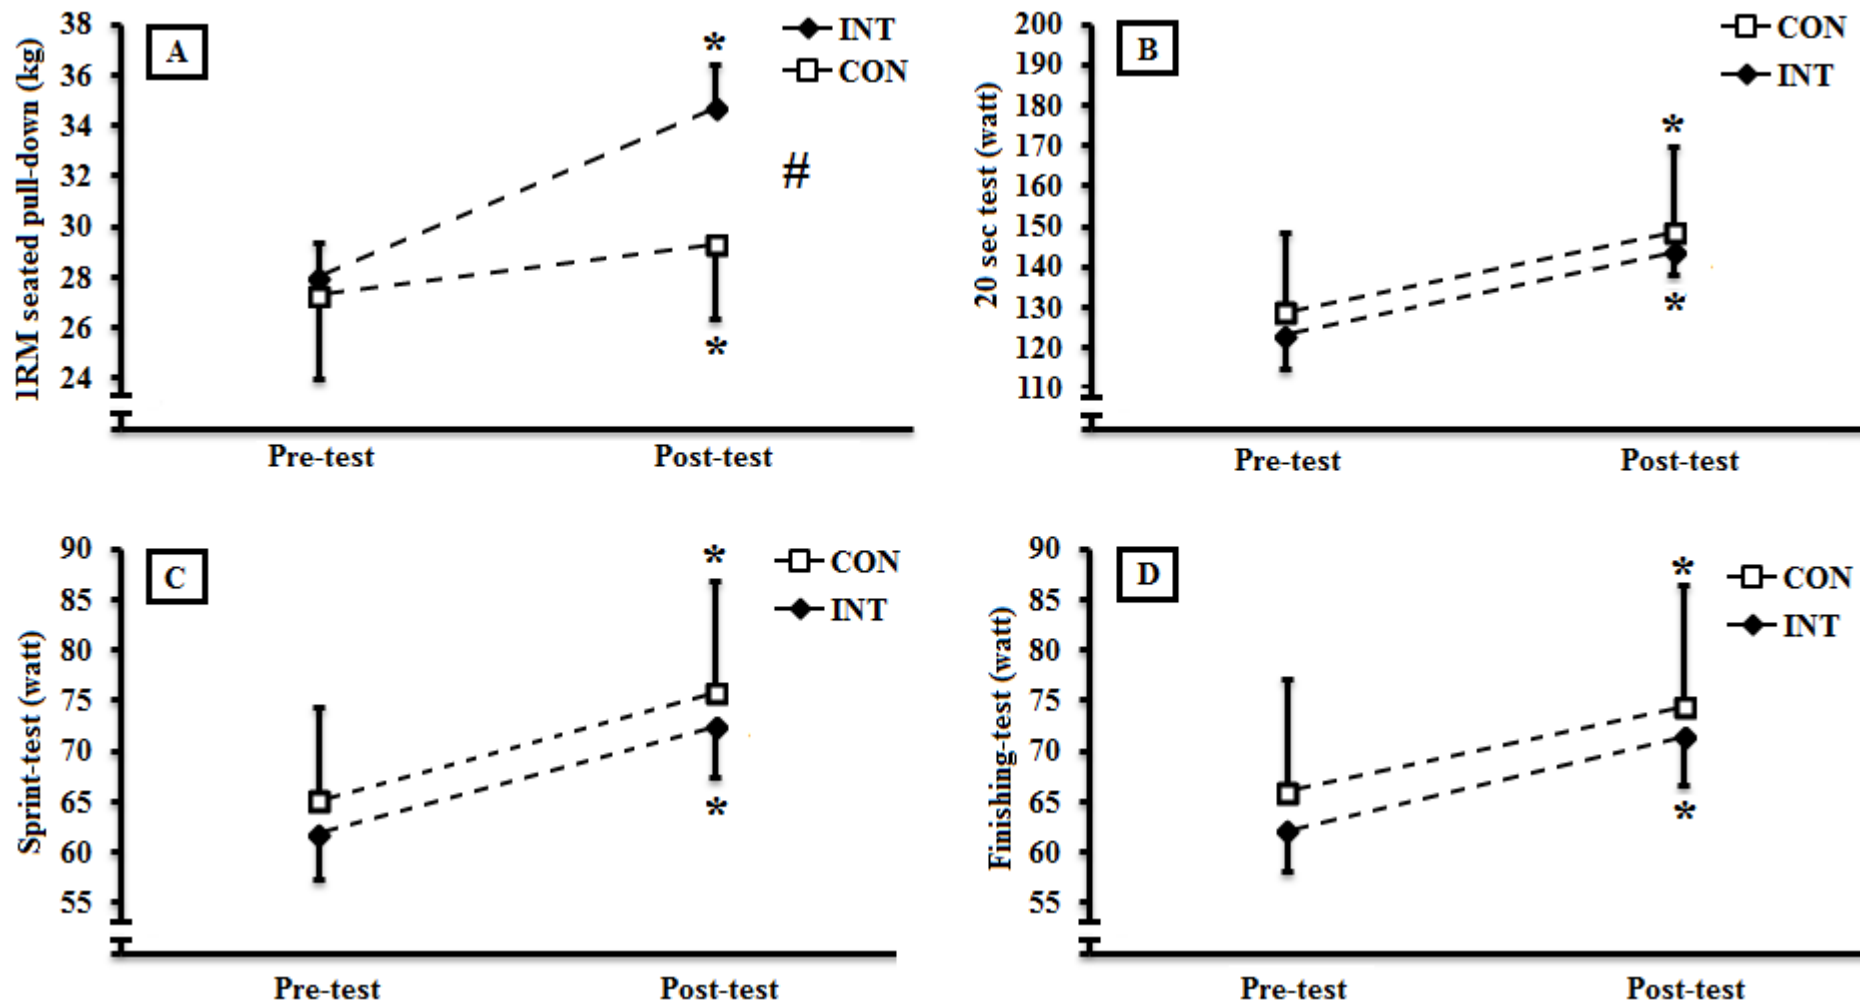 A
INT
CON
1RM seated pull-down (kg)
38
36
34
32
30
28
26
24
*
#
*
Pre-test
Post-test
B
CON
INT
20 sec test (watt)
200
190
180
170
160
150
140
130
120
110
*
*
Pre-test
Post-test
C
CON
INT
Sprint-test (watt)
90
85
80
75
70
65
60
55
*
*
Pre-test
Post-test
D
CON
INT
Finishing-test (watt)
90
85
80
75
70
65
60
55
*
*
Pre-test
Post-test